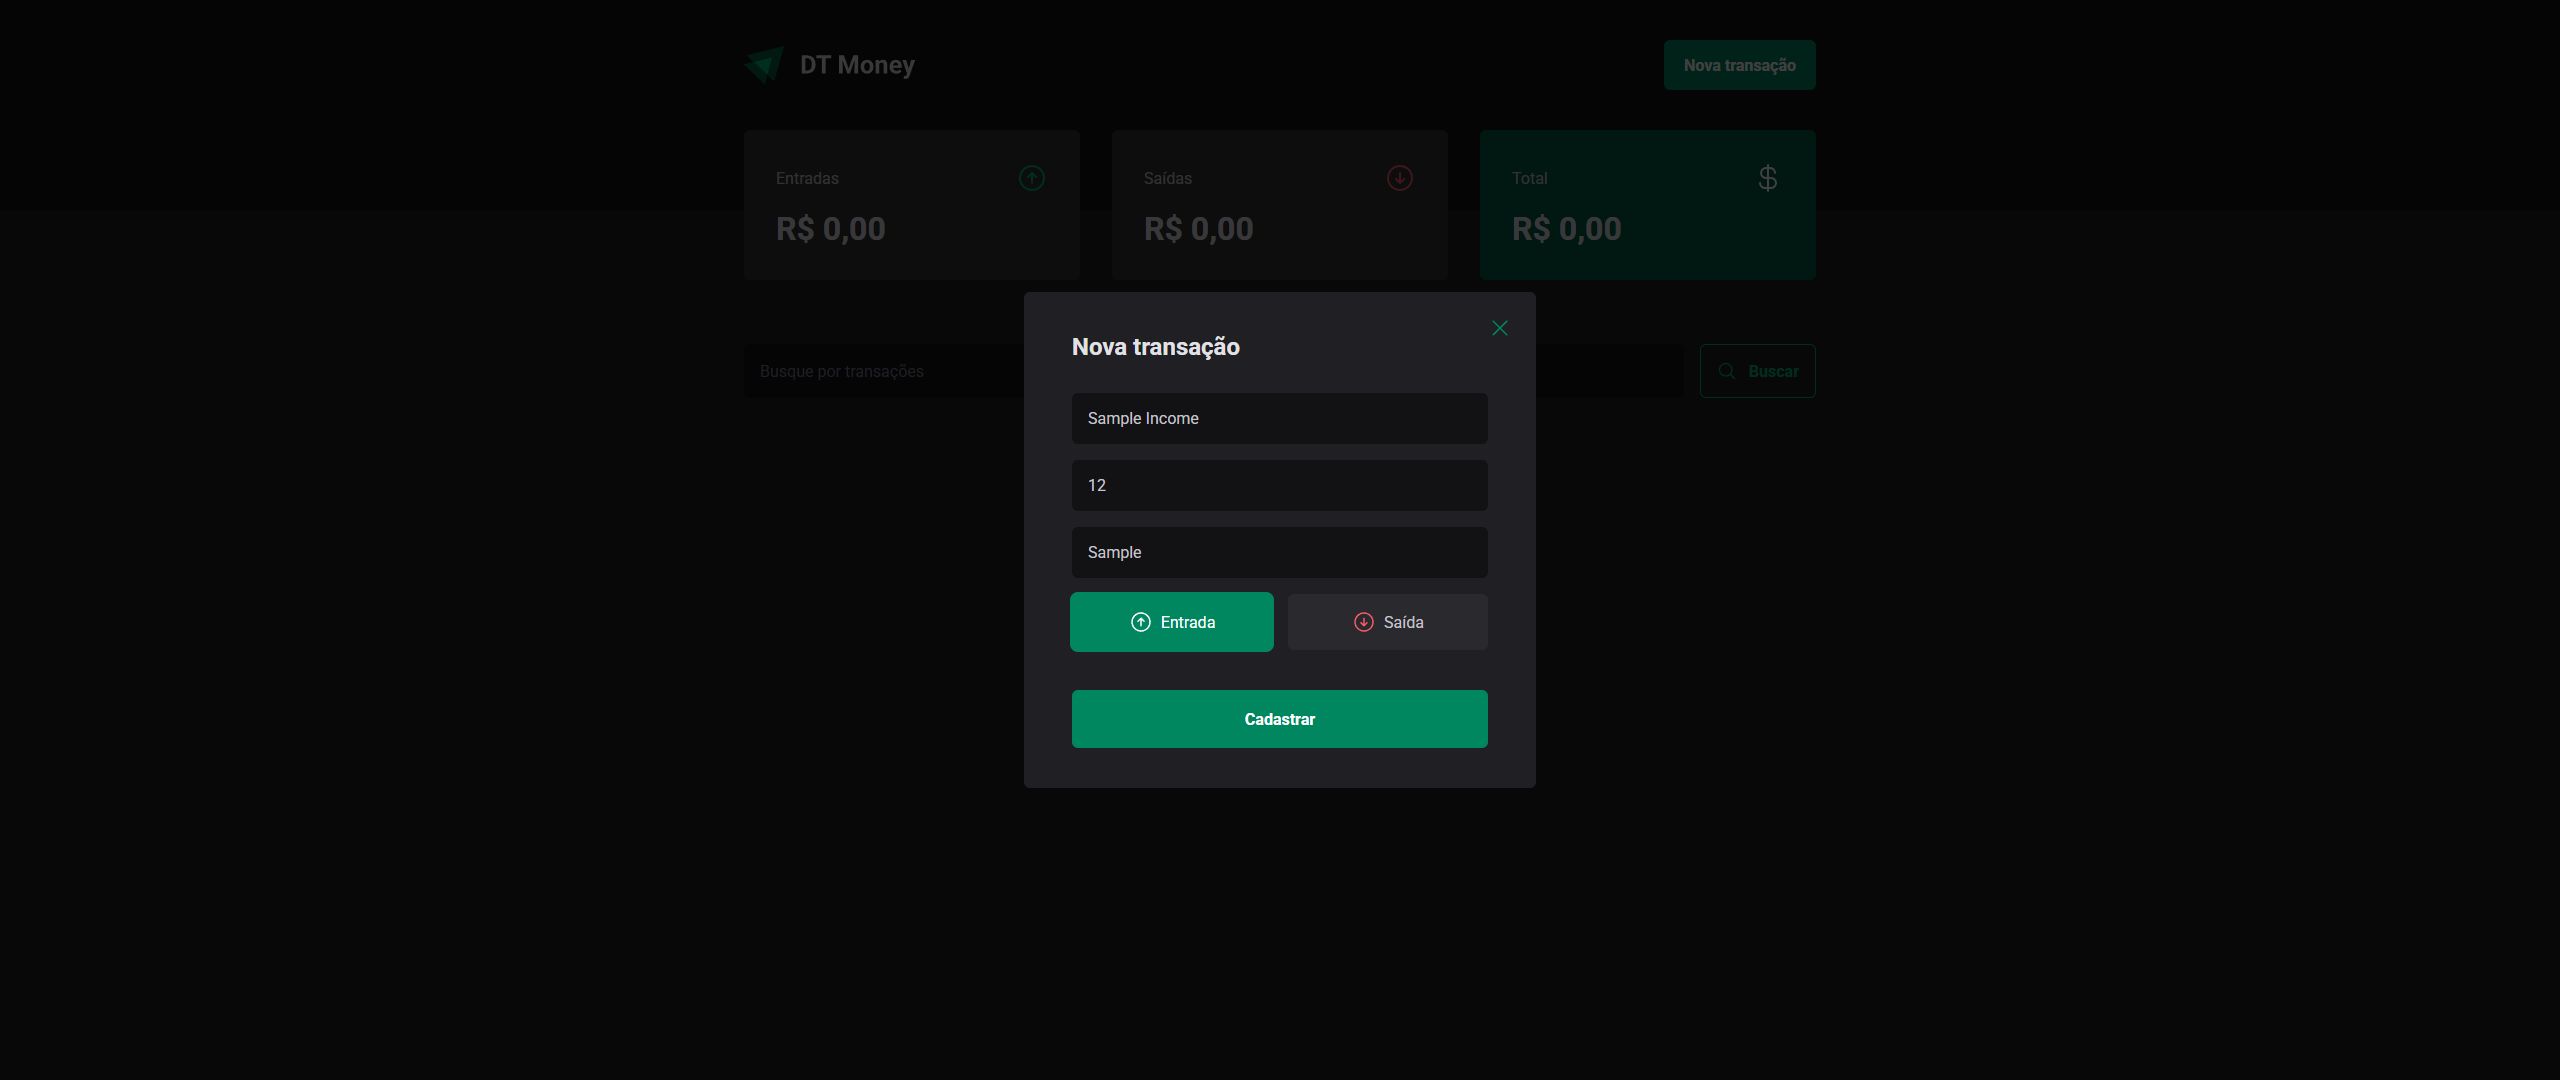 DT Money
Nova transação
Entradas
R$ 0,00
Saídas
R$ 0,00
Total
R$ 0,00
Busque por transações
Buscar
Nova transação
Sample Income
12
Sample
Entrada
Saída
Cadastrar